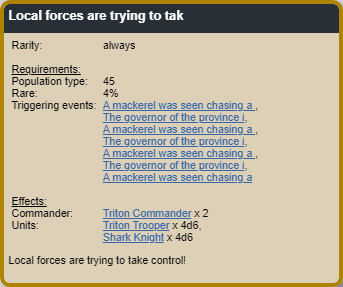 Local forces are trying to tak
Rarity: always
Requirements:
Population type: 45
Rare: 4%
Triggering events: A mackerel was seen chasing a ,
The governor of the province i,
A mackerel was seen chasing a ,
The governor of the province i,
A mackerel was seen chasing a ,
The governor of the province i,
A mackerel was seen chasing a
Effects:
Commander: Triton Commander x 2
Units: Triton Trooper x 4d6,
Shark Knight x 4d6
Local forces are trying to take control!